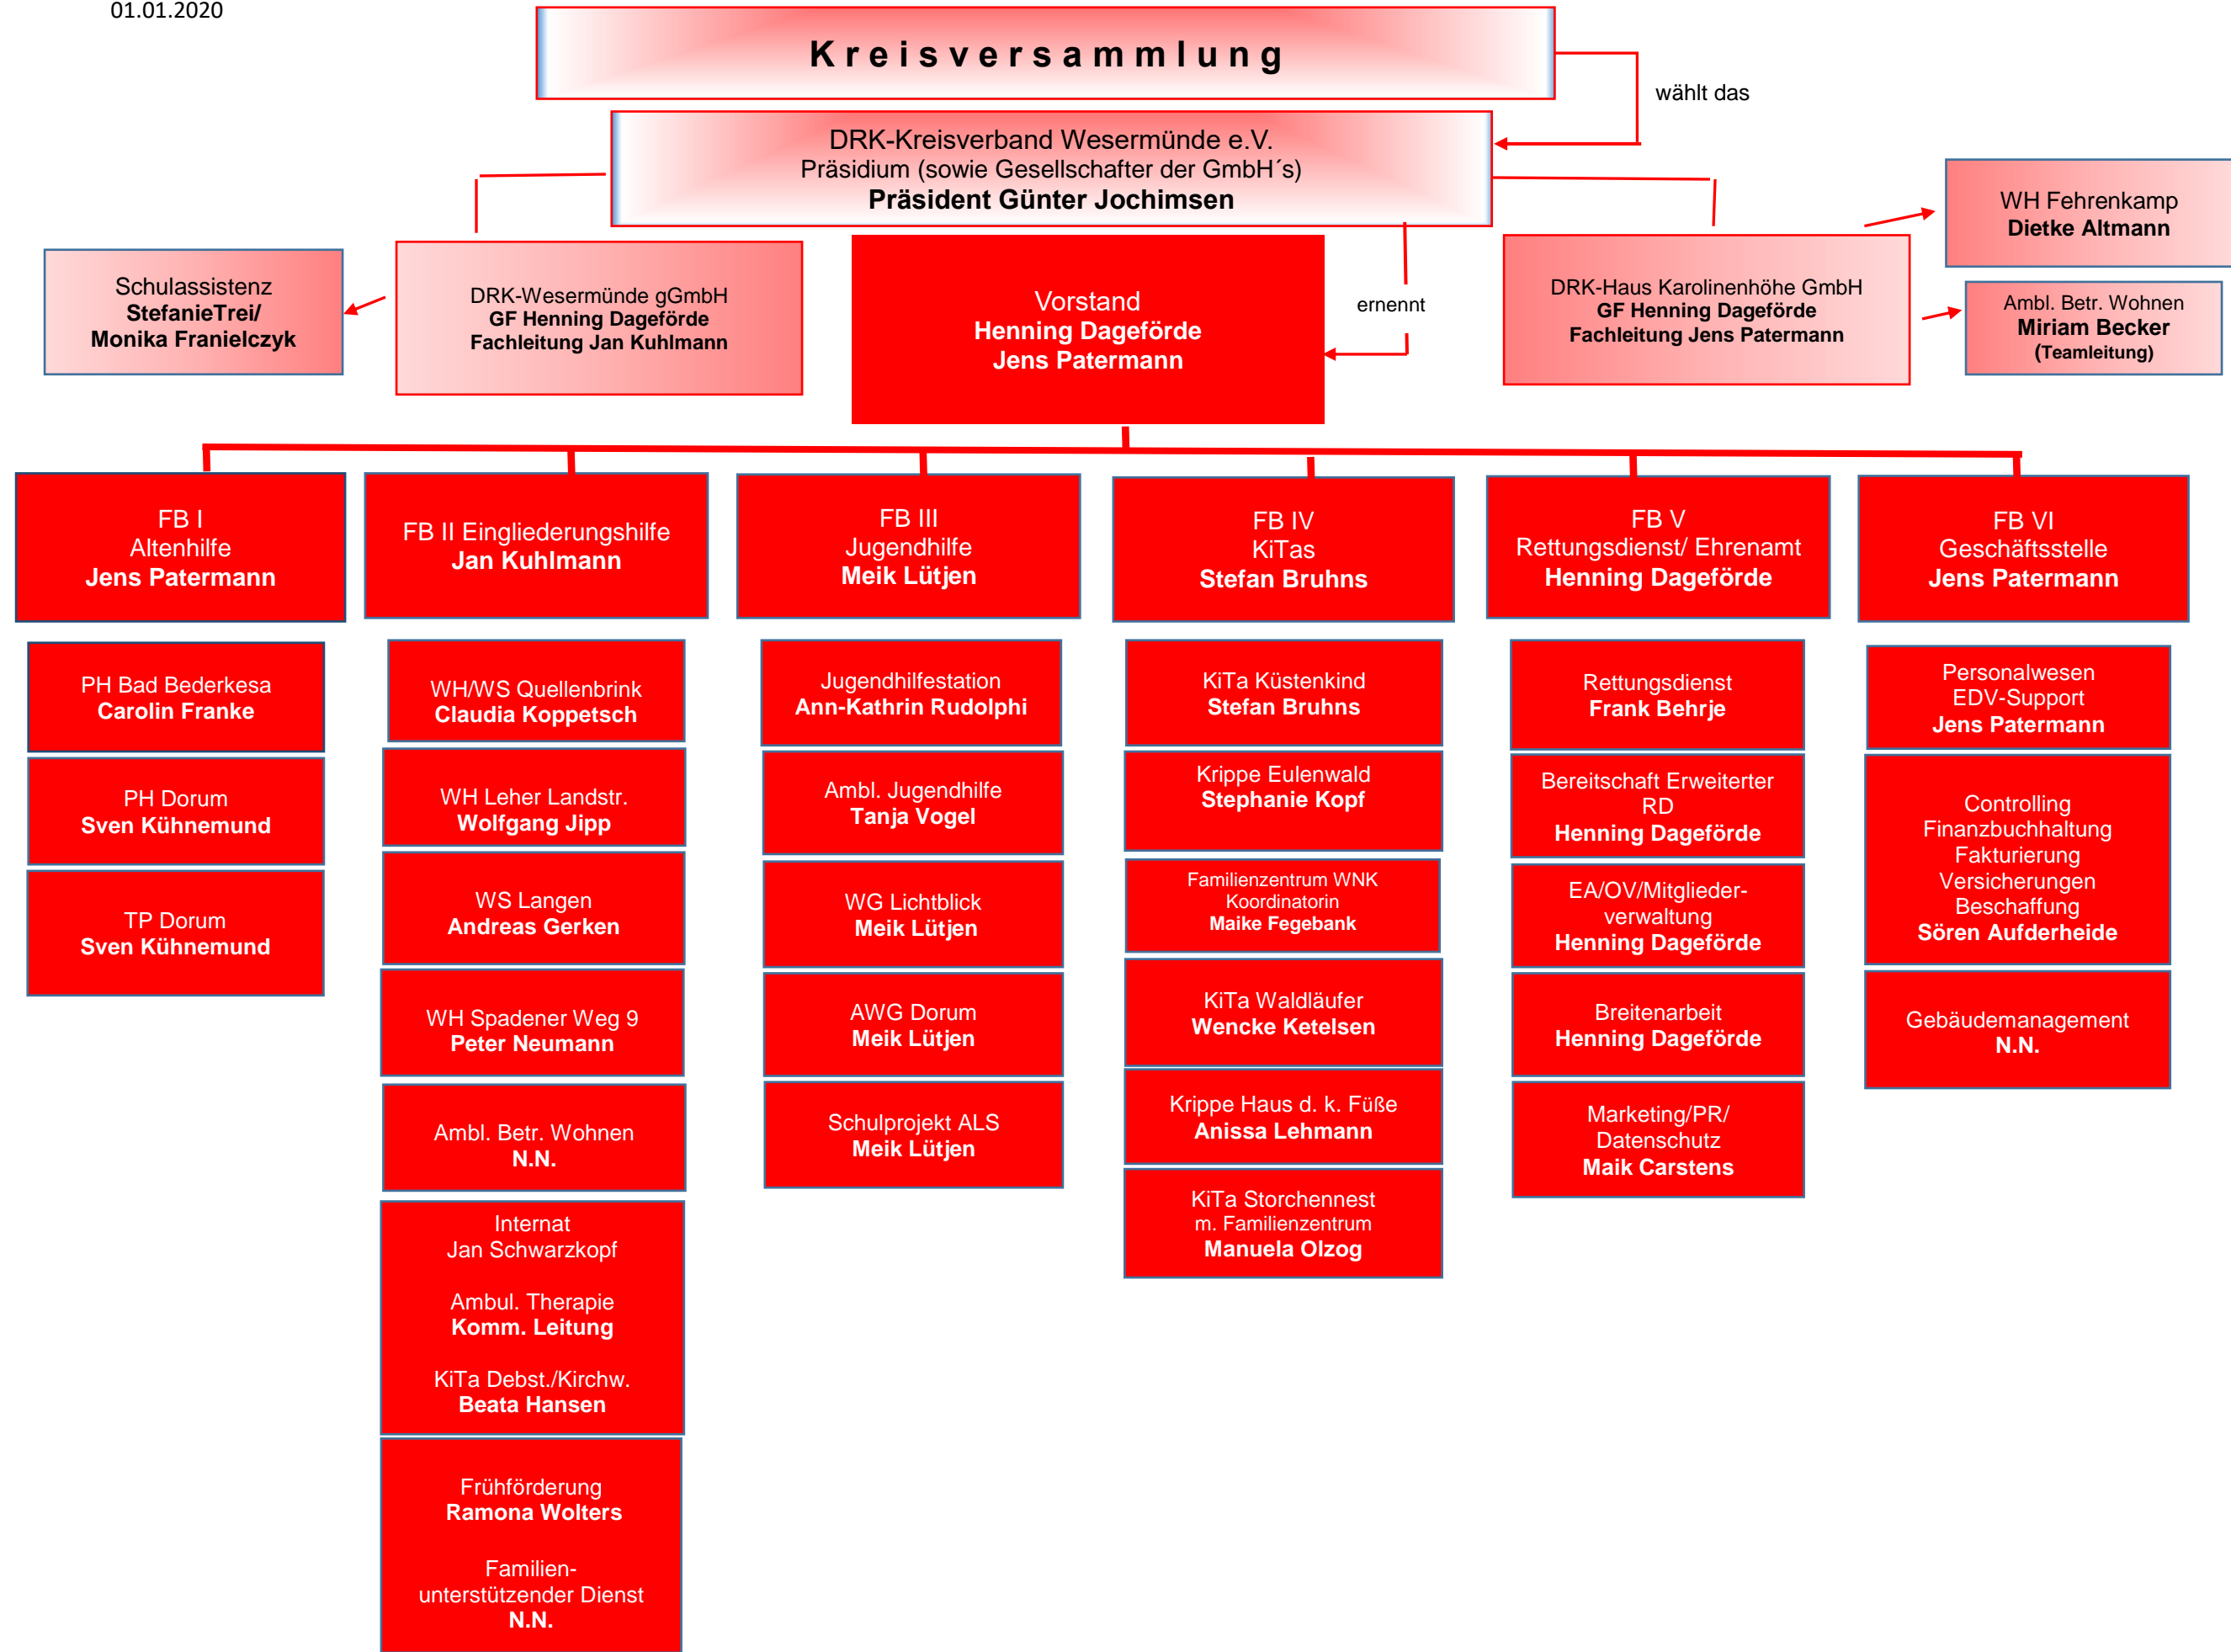 01.01.2020
Kreisversammlung
wählt das
DRK-Kreisverband Wesermünde e.V.
Präsidium (sowie Gesellschafter der GmbH´s)
Präsident Günter Jochimsen
WH Fehrenkamp
Dietke Altmann
Schulassistenz
StefanieTrei/
Monika Franielczyk
DRK-Wesermünde gGmbH
GF Henning Dageförde
Fachleitung Jan Kuhlmann
Vorstand
Henning Dageförde
Jens Patermann
ernennt
DRK-Haus Karolinenhöhe GmbH
GF Henning Dageförde
Fachleitung Jens Patermann
Ambl. Betr. Wohnen
Miriam Becker
(Teamleitung)
FB I
Altenhilfe
Jens Patermann
FB II Eingliederungshilfe
Jan Kuhlmann
FB III
Jugendhilfe
Meik Lütjen
FB IV
KiTas
Stefan Bruhns
FB V
Rettungsdienst/ Ehrenamt
Henning Dageförde
FB VI
Geschäftsstelle
Jens Patermann
PH Bad Bederkesa
Carolin Franke
PH Dorum
Sven Kühnemund
TP Dorum
Sven Kühnemund
WH/WS Quellenbrink
Claudia Koppetsch
WH Leher Landstr.
Wolfgang Jipp
WS Langen
Andreas Gerken
WH Spadener Weg 9
Peter Neumann
Ambl. Betr. Wohnen
N.N.
Internat
Jan Schwarzkopf
Ambul. Therapie
Komm. Leitung
KiTa Debst./Kirchw.
Beata Hansen
Frühförderung
Ramona Wolters
Familien-
unterstützender Dienst
N.N.
Jugendhilfestation
Ann-Kathrin Rudolphi
Ambl. Jugendhilfe
Tanja Vogel
WG Lichtblick
Meik Lütjen
AWG Dorum
Meik Lütjen
Schulprojekt ALS
Meik Lütjen
KiTa Küstenkind
Stefan Bruhns
Krippe Eulenwald
Stephanie Kopf
Familienzentrum WNK
Koordinatorin
Maike Fegebank
KiTa Waldläufer
Wencke Ketelsen
Krippe Haus d. k. Füße
Anissa Lehmann
KiTa Storchennest
m. Familienzentrum
Manuela Olzog
Rettungsdienst
Frank Behrje
Bereitschaft Erweiterter
RD
Henning Dageförde
EA/OV/Mitglieder-
verwaltung
Henning Dageförde
Breitenarbeit
Henning Dageförde
Marketing/PR/
Datenschutz
Maik Carstens
Personalwesen
EDV-Support
Jens Patermann
Controlling
Finanzbuchhaltung
Fakturierung
Versicherungen
Beschaffung
Sören Aufderheide
Gebäudemanagement
N.N.